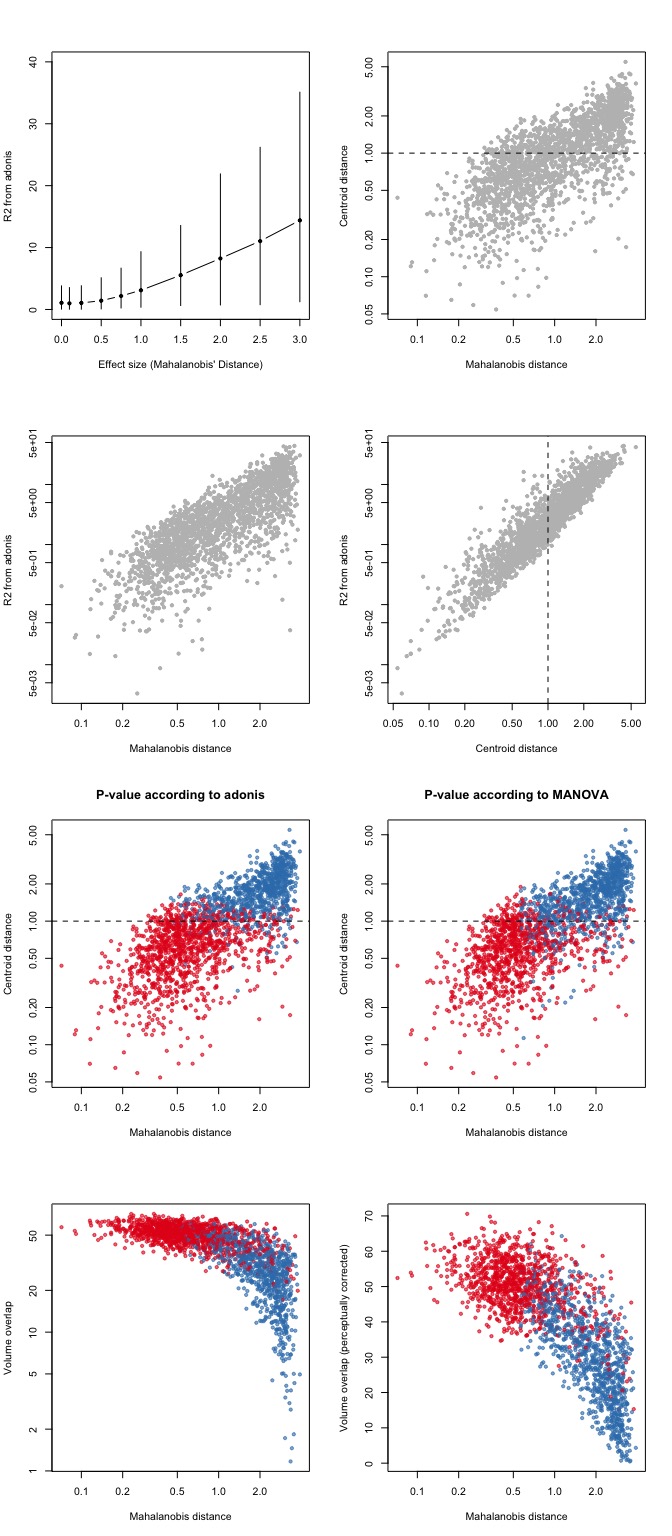 40
30
20
10
0
R2 from adonis
0.0 0.5 1.0 1.5 2.0 2.5 3.0
Effect size (Mahalanobis' Distance)
5.00
2.00
1.00
0.50
0.20
0.10
0.05
Centroid distance
0.1 0.2 0.5 1.0 2.0
Mahalanobis distance
5e+01
5e+00
5e-01
5e-02
5e-03
R2 from adonis
0.1 0.2 0.5 1.0 2.0
Mahalanobis distance
5e+01
5e+00
5e-01
5e-02
5e-03
R2 from adonis
0.05 0.10 0.20 0.50 1.00 2.00 5.00
Centroid distance
P-value according to adonis
5.00
2.00
1.00
0.50
0.20
0.10
0.05
Centroid distance
0.1 0.2 0.5 1.0 2.0
Mahalanobis distance
P-value according to MANOVA
5.00
2.00
1.00
0.50
0.20
0.10
0.05
Centroid distance
0.1 0.2 0.5 1.0 2.0
Mahalanobis distance
50
20
10
5
2
1
Volume overlap
0.1 0.2 0.5 1.0 2.0
Mahalanobis distance
70
60
50
40
30
20
10
0
Volume overlap (perceptually corrected)
0.1 0.2 0.5 1.0 2.0
Mahalanobis distance